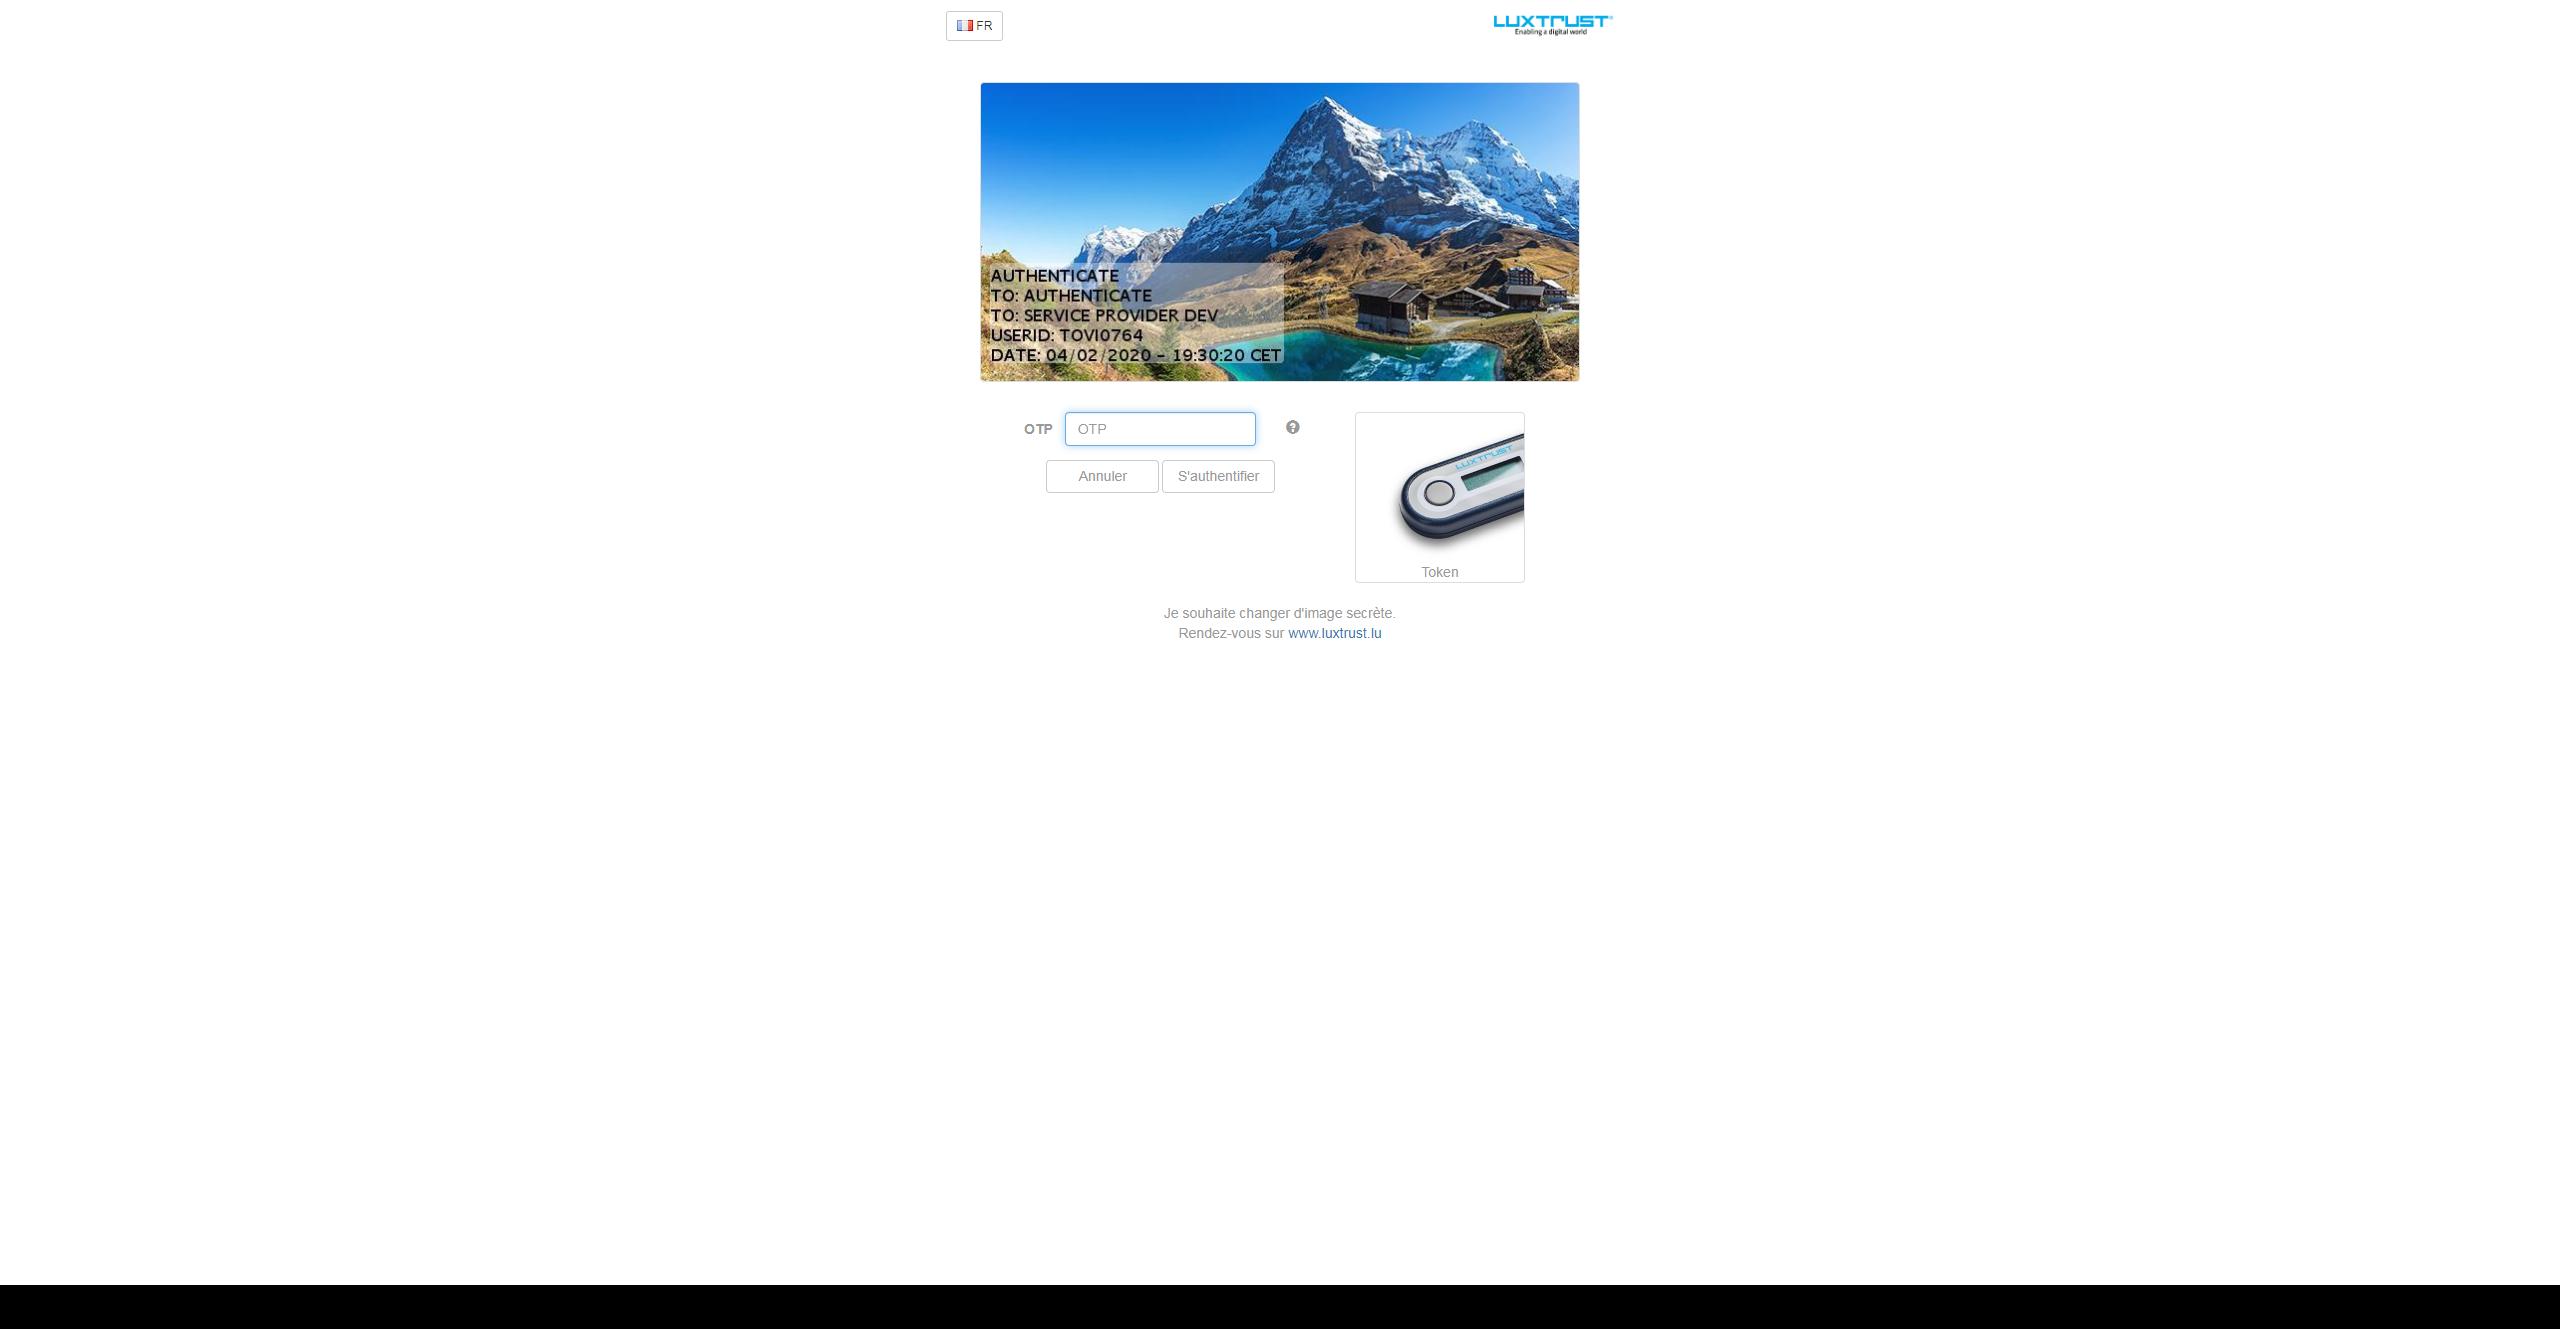 FR
LUXTRUST®
Enabling a digital world
AUTHENTICATE
TO: AUTHENTICATE
TO: SERVICE PROVIDER DEV
USERID: TOVI0764
DATE: 04/02/2020 - 19:30:20 CET
OTP OTP
LUXTRUST
Annuler S'authentifier
Token
Je souhaite changer d'image secrète.
Rendez-vous sur www.luxtrust.lu